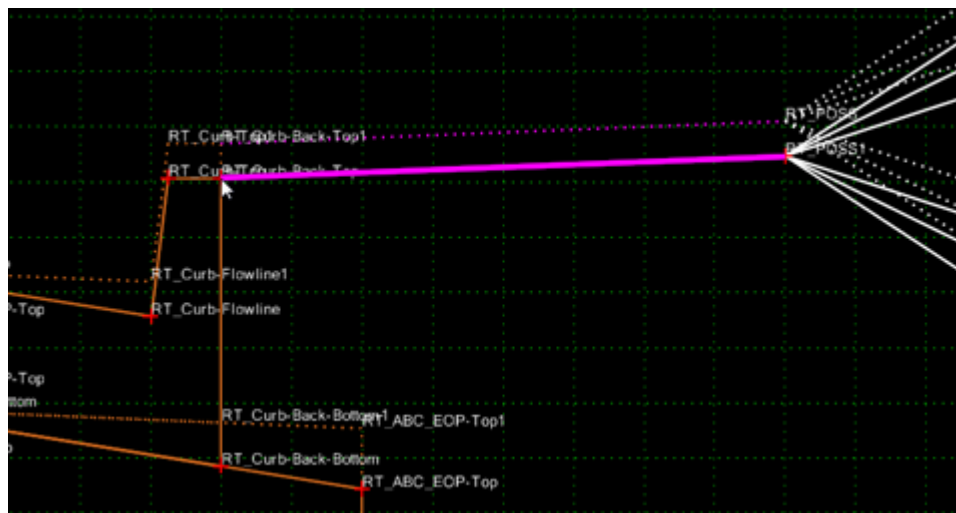 RT_POSS
RT_Curb-Back-Top1
RT_POSS1
RT_Curb-Back-Top
RT_Curb-Flowline1
RT_Curb-Flowline
P-Top
P-Top
ttom
RT_Curb-Back-Bottom1
RT_ABC_EOP-Top1
RT_Curb-Back-Bottom
RT_ABC_EOP-Top